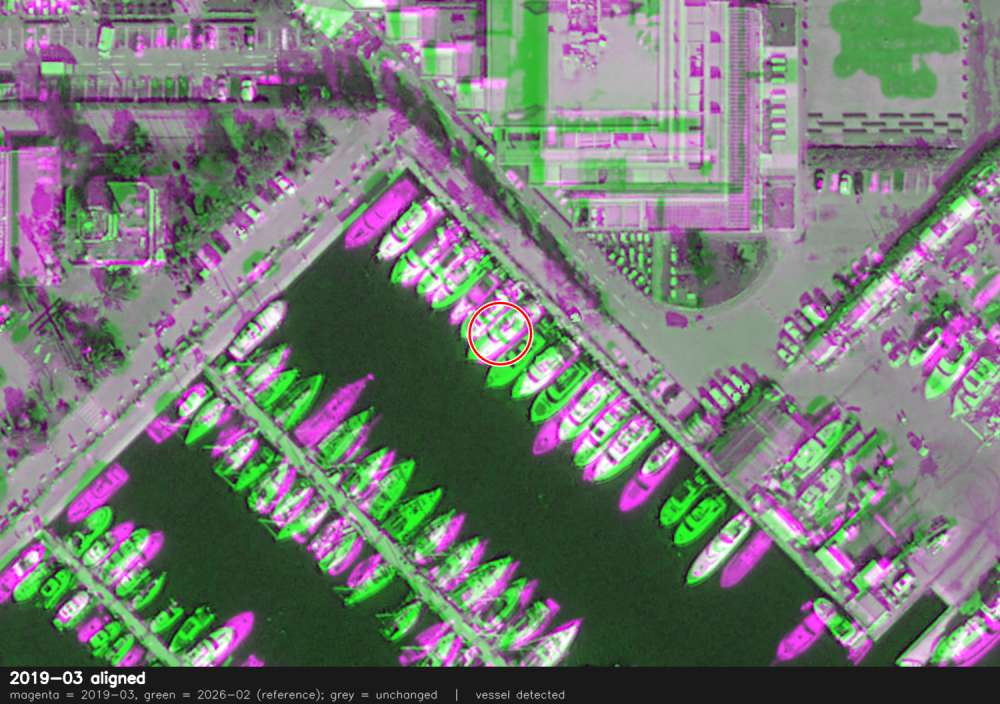 2019-03 aligned
magenta = 2019-03, green = 2026-02 (reference); grey = unchanged | vessel detected